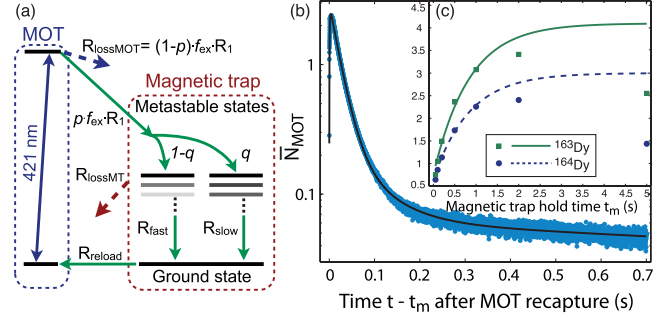 (a)
MOT
R_lossMOT = (1-p)·f_ex·R_1
Magnetic trap
Metastable states
p·f_ex·R_1
421 nm
1-q
q
R_lossMT
R_fast
R_slow
R_reload
Ground state
(b)
N̅_MOT
1
0.1
0
0.1
0.2
0.3
0.4
0.5
0.6
0.7
Time t - t_m after MOT recapture (s)
(c)
4.5
4
3.5
3
2.5
2
1.5
1
0.5
0
0
0.5
1
1.5
2
2.5
3
3.5
4
4.5
5
¹⁶³Dy
¹⁶⁴Dy
Magnetic trap hold time t_m (s)